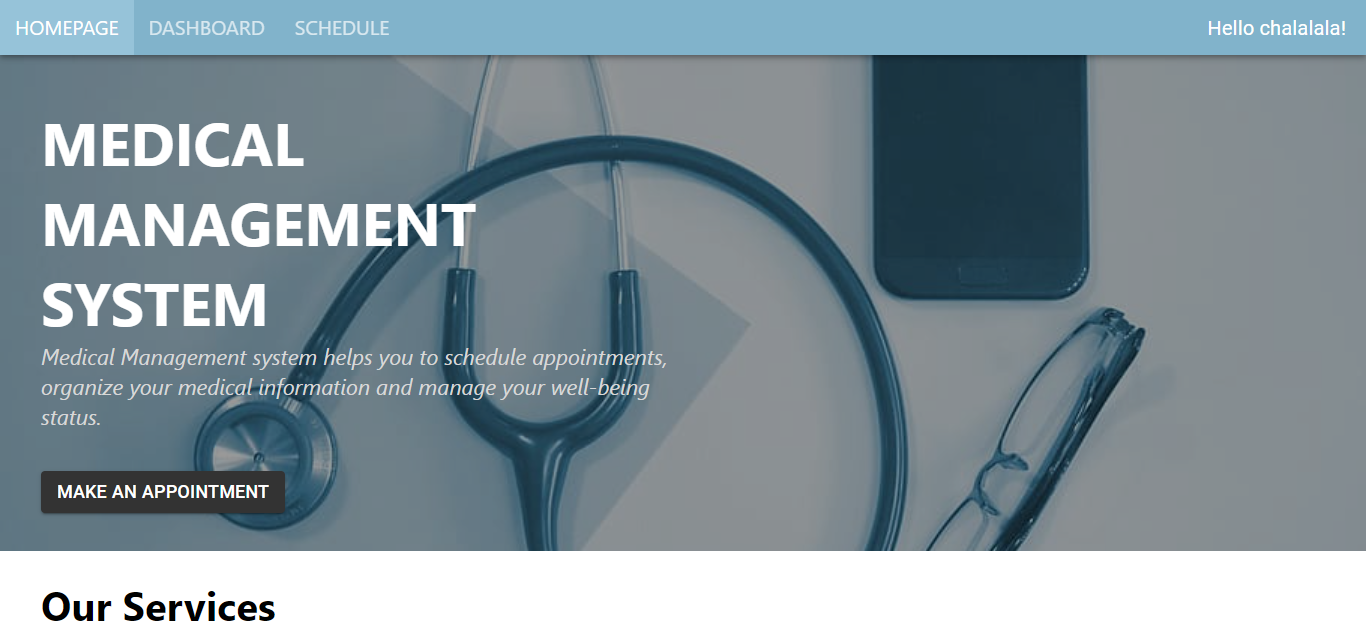 HOMEPAGE DASHBOARD SCHEDULE Hello chalalala!
MEDICAL
MANAGEMENT
SYSTEM
Medical Management system helps you to schedule appointments,
organize your medical information and manage your well-being
status.
MAKE AN APPOINTMENT
Our Services